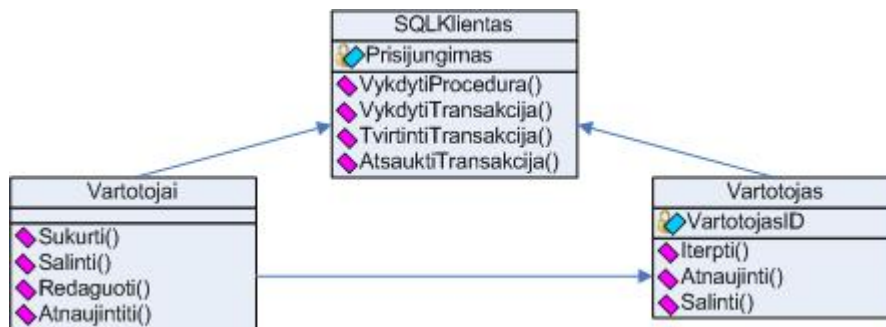 SQLKlientas
Prisijungimas
VykdytiProcedura()
VykdytiTransakcija()
TvirtintiTransakcija()
AtsauktiTransakcija()
Vartotojai
Sukurti()
Salinti()
Redaguoti()
Atnaujintiti()
Vartotojas
VartotojasID
Iterpti()
Atnaujinti()
Salinti()